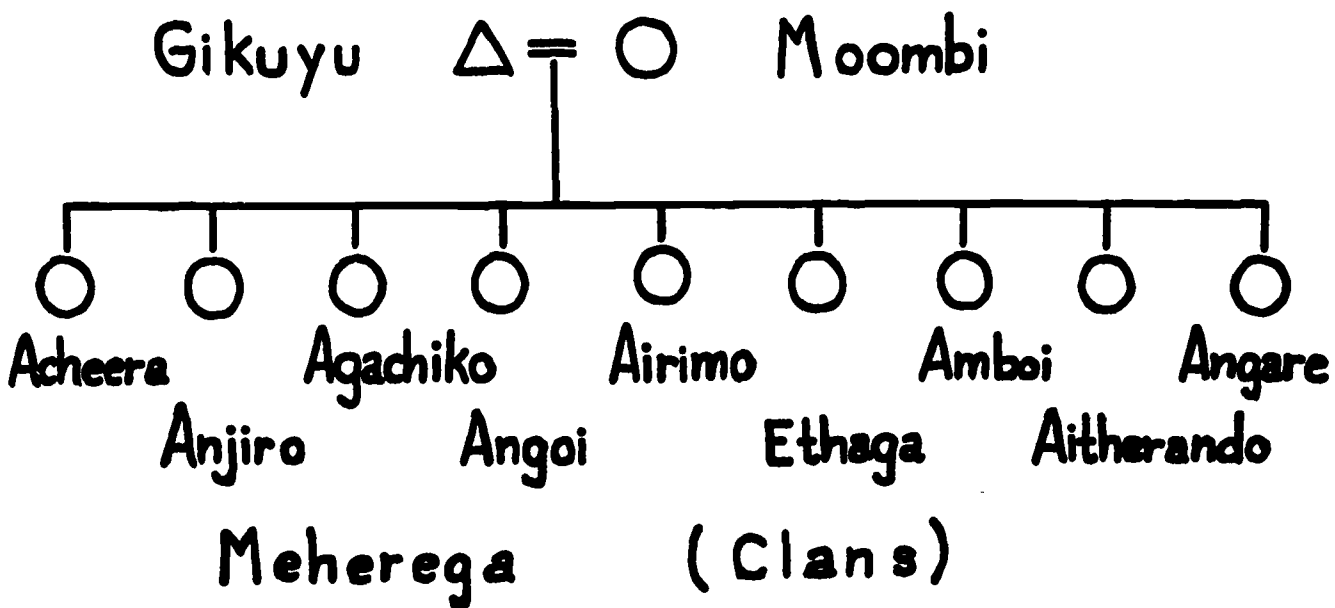 Gikuyu Moombi
Acheera Agachiko Airimo Amboi Angare
Anjiro Angoi Ethaga Aitherando
Meherega (Clans)